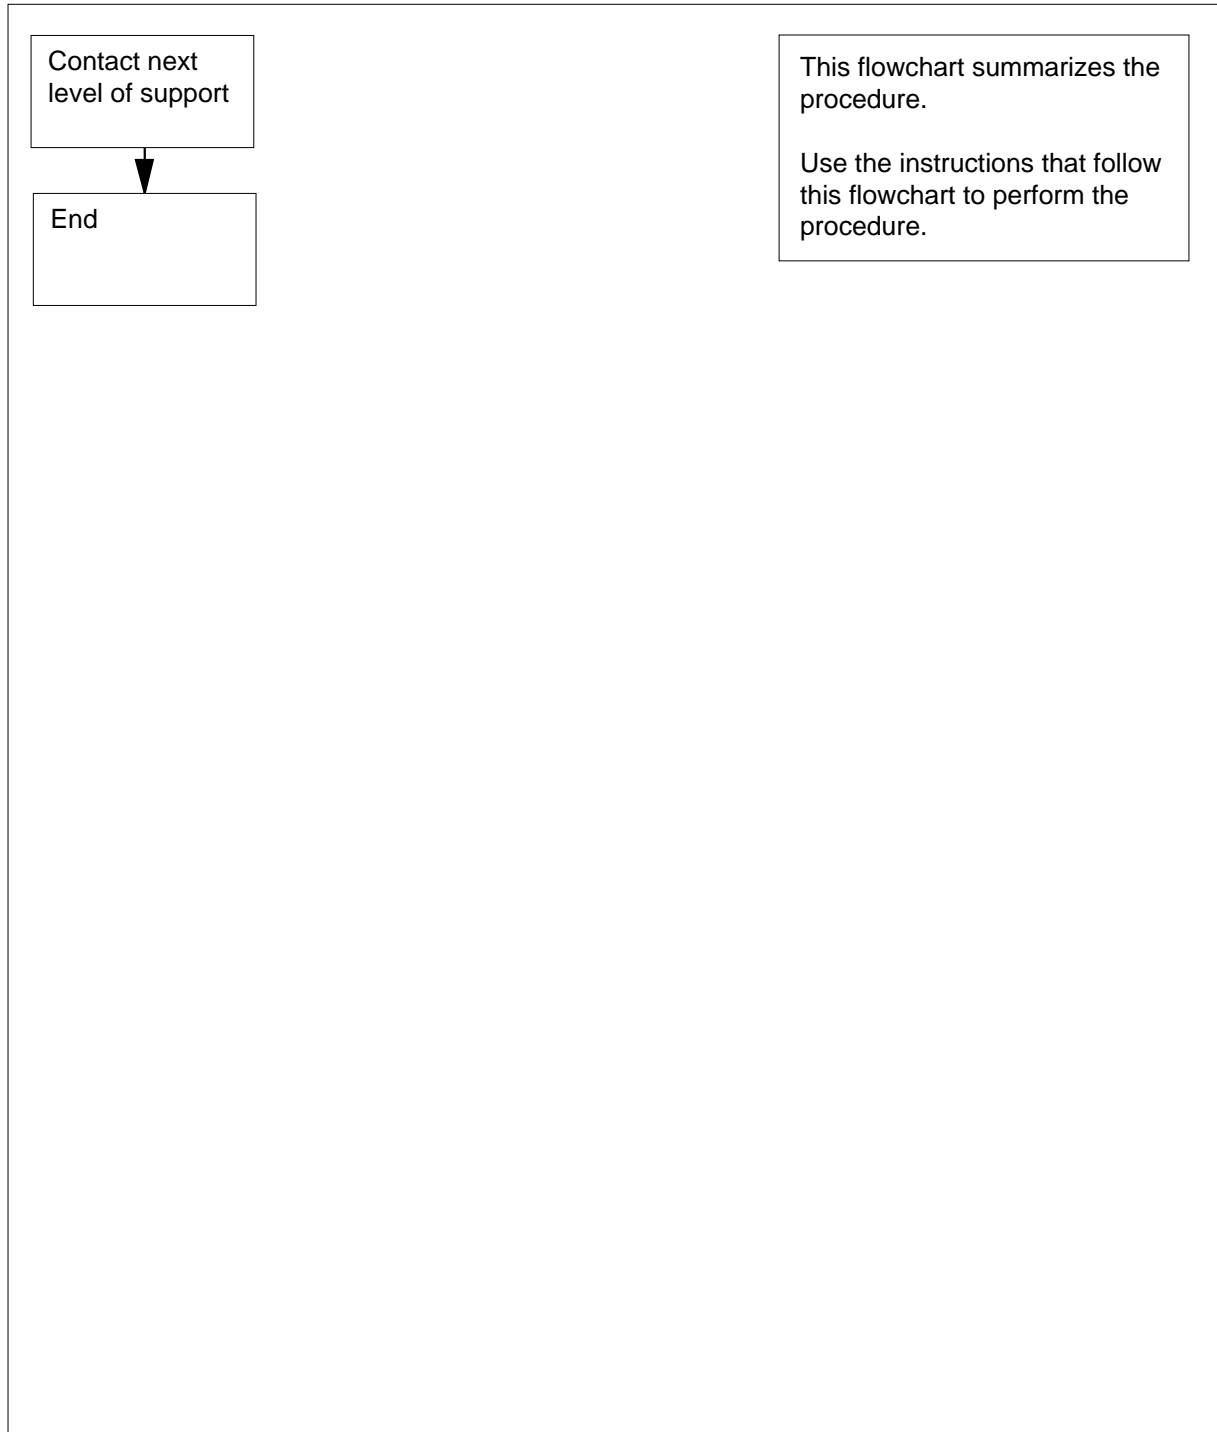 Contact next
level of support
End
This flowchart summarizes the
procedure.
Use the instructions that follow
this flowchart to perform the
procedure.